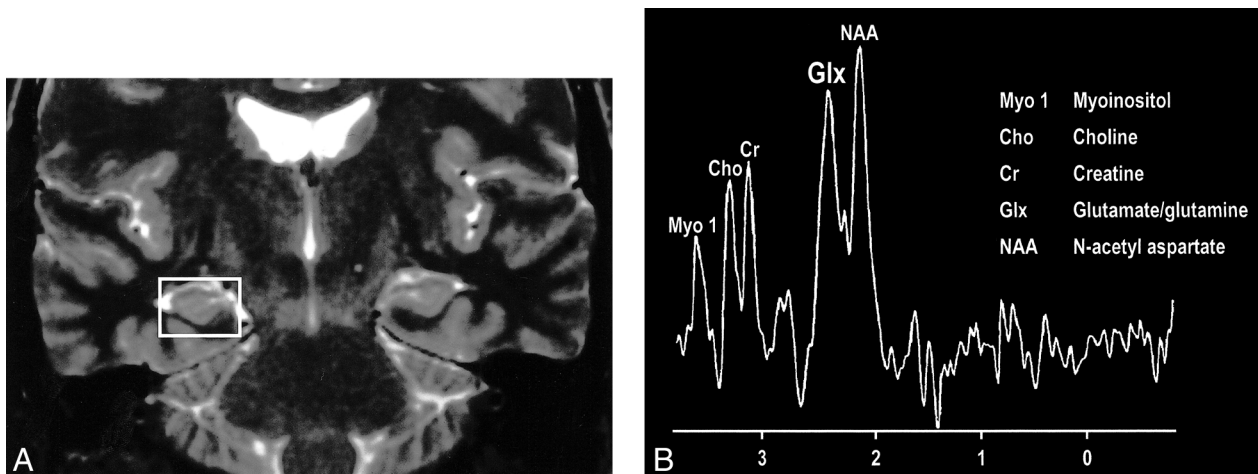 A
NAA
Glx
Cr
Cho
Myo 1
Myo 1 Myoinositol
Cho Choline
Cr Creatine
Glx Glutamate/glutamine
NAA N-acetyl aspartate
B
3 2 1 0